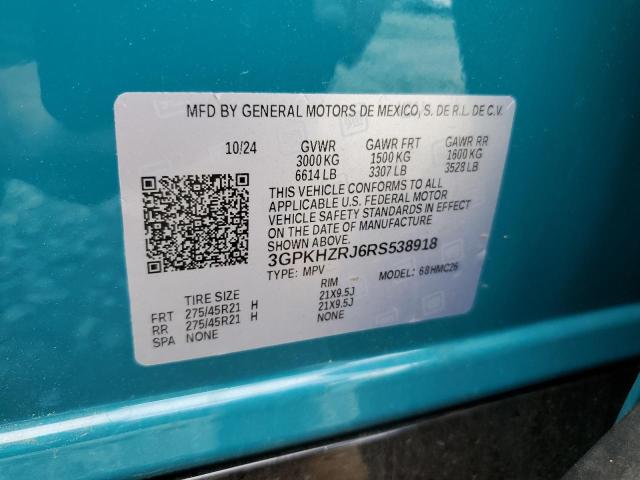 MFD BY GENERAL MOTORS DE MEXICO, S. DE R.L. DE C.V.
10/24 GVWR GAWR FRT GAWR RR
3000 KG 1500 KG 1600 KG
6614 LB 3307 LB 3528 LB
THIS VEHICLE CONFORMS TO ALL
APPLICABLE U.S. FEDERAL MOTOR
VEHICLE SAFETY STANDARDS IN EFFECT
ON THE DATE OF MANUFACTURE
SHOWN ABOVE.
3GPKHZRJ6RS538918
TYPE: MPV MODEL: 68HMC26
TIRE SIZE RIM
FRT 275/45R21 H 21X9.5J
RR 275/45R21 H 21X9.5J
SPA NONE NONE